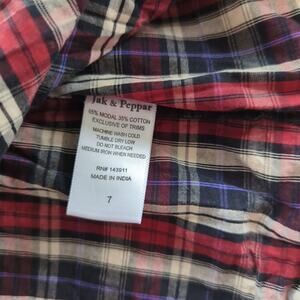 Jak & Peppar
65% MODAL 35% COTTON
EXCLUSIVE OF TRIMS
MACHINE WASH COLD
TUMBLE DRY LOW
DO NOT BLEACH
MEDIUM IRON WHEN NEEDED
RN# 143911
MADE IN INDIA
7